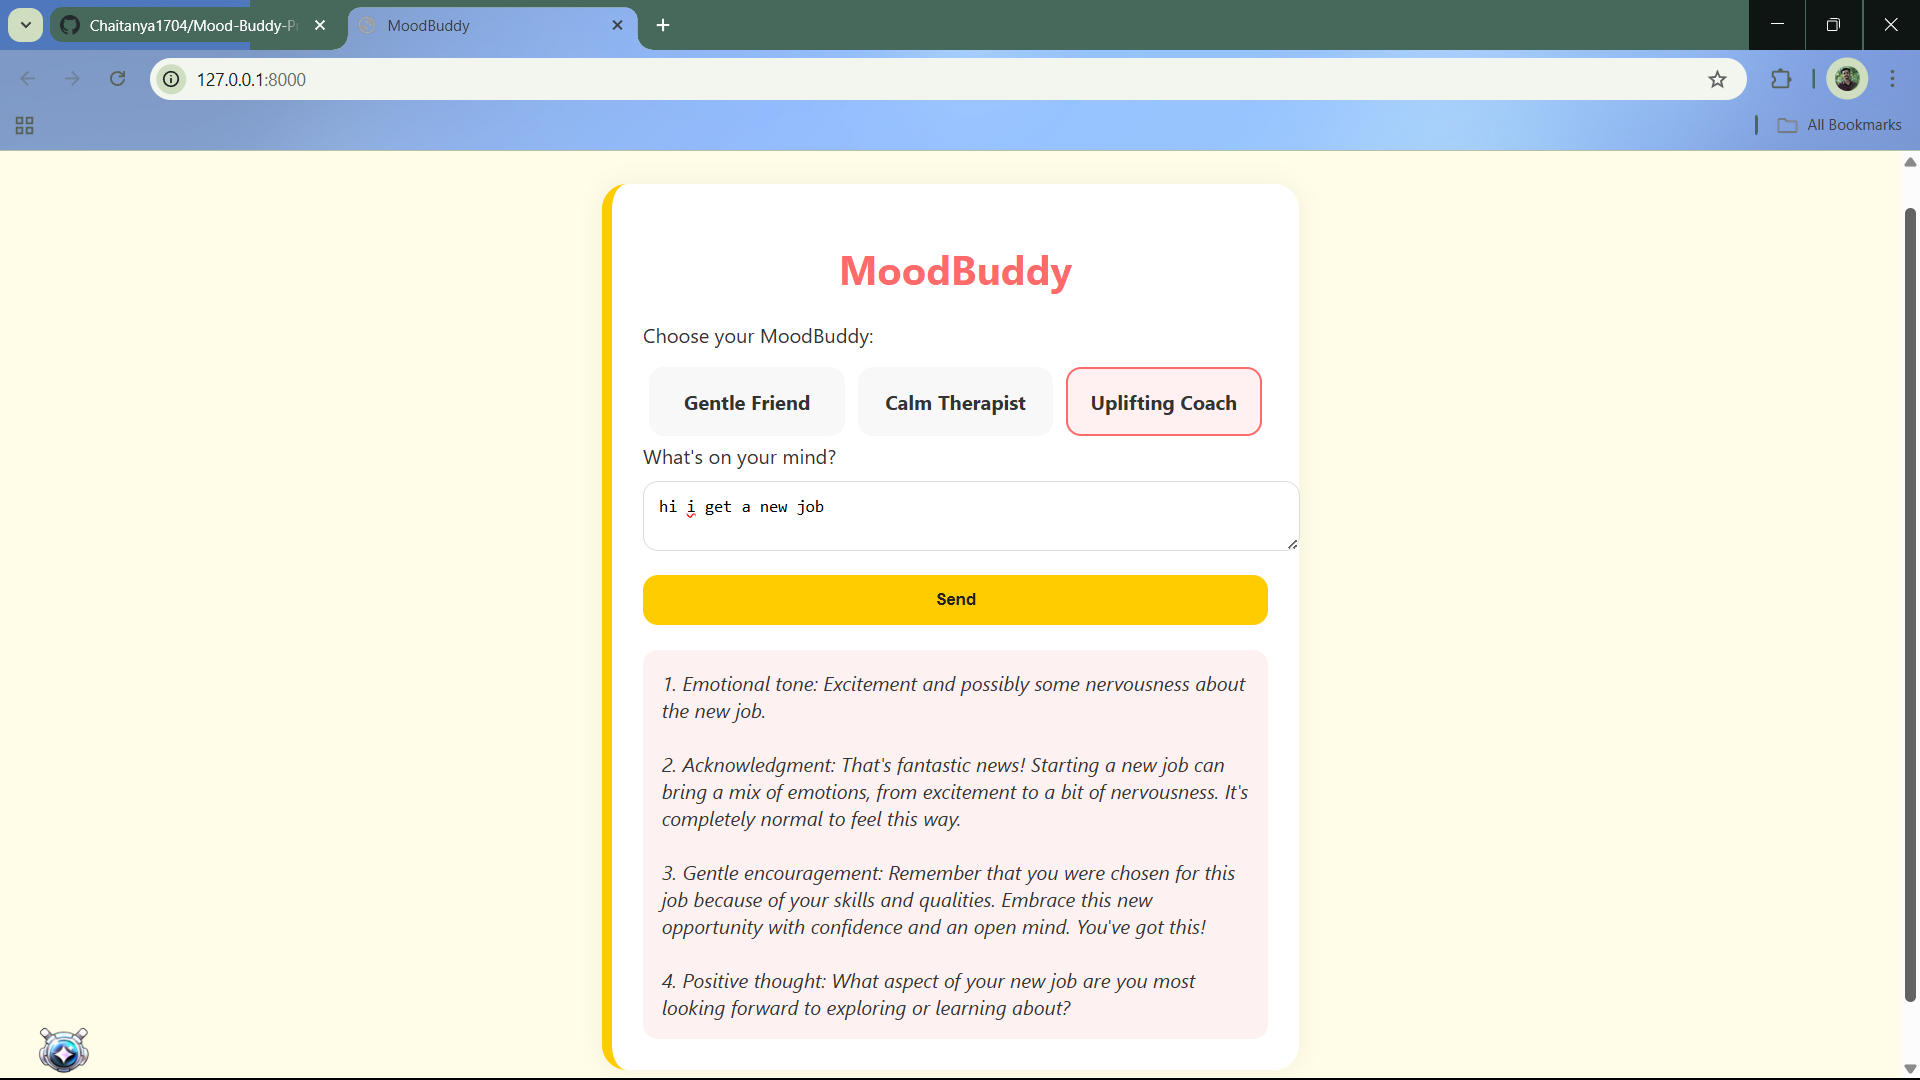 Chaitanya1704/Mood-Buddy-P
MoodBuddy
127.0.0.1:8000
All Bookmarks
MoodBuddy
Choose your MoodBuddy:
Gentle Friend
Calm Therapist
Uplifting Coach
What's on your mind?
hi i get a new job
Send
1. Emotional tone: Excitement and possibly some nervousness about
the new job.
2. Acknowledgment: That's fantastic news! Starting a new job can
bring a mix of emotions, from excitement to a bit of nervousness. It's
completely normal to feel this way.
3. Gentle encouragement: Remember that you were chosen for this
job because of your skills and qualities. Embrace this new
opportunity with confidence and an open mind. You've got this!
4. Positive thought: What aspect of your new job are you most
looking forward to exploring or learning about?